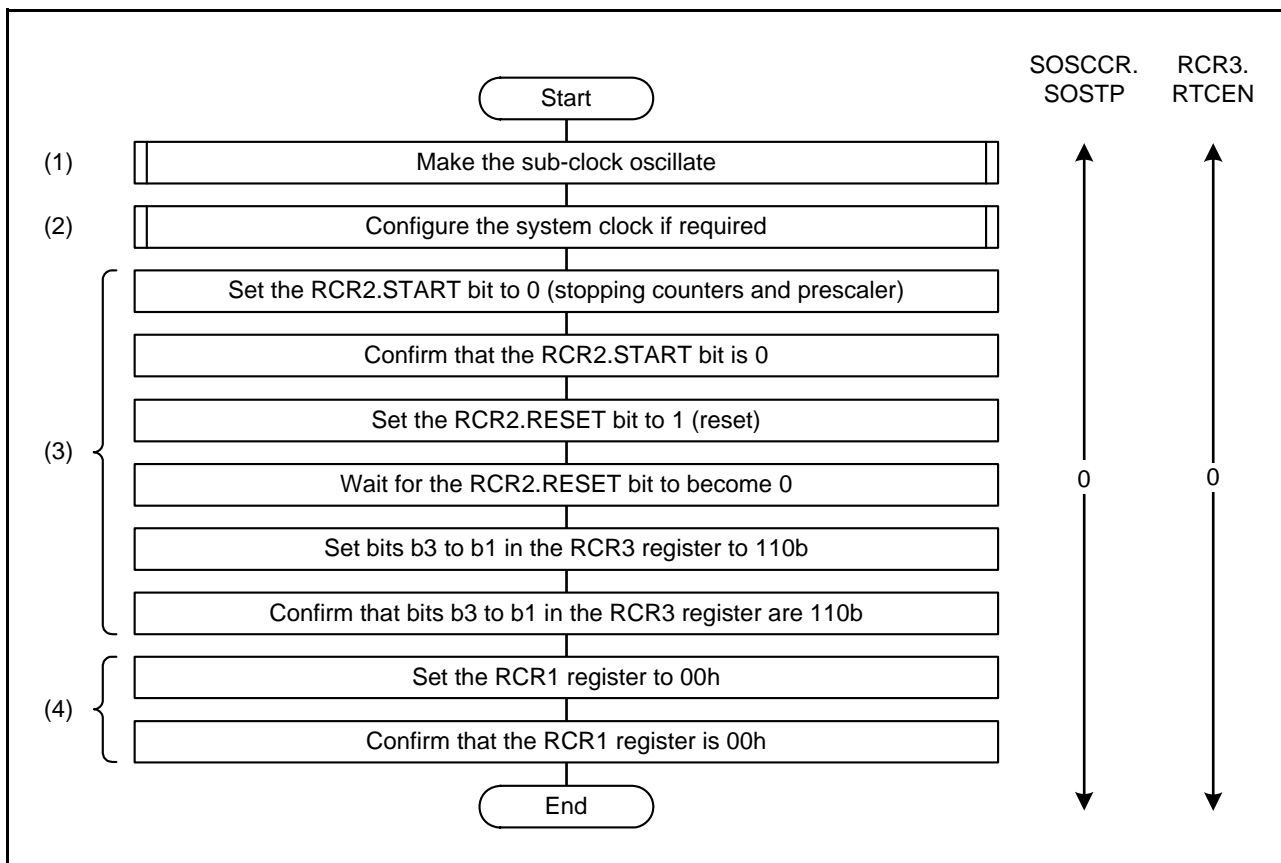 SOSCCR.
SOSTP
RCR3.
RTCEN
Start
(1)
Make the sub-clock oscillate
(2)
Configure the system clock if required
(3)
Set the RCR2.START bit to 0 (stopping counters and prescaler)
Confirm that the RCR2.START bit is 0
Set the RCR2.RESET bit to 1 (reset)
Wait for the RCR2.RESET bit to become 0
Set bits b3 to b1 in the RCR3 register to 110b
Confirm that bits b3 to b1 in the RCR3 register are 110b
0
0
(4)
Set the RCR1 register to 00h
Confirm that the RCR1 register is 00h
End